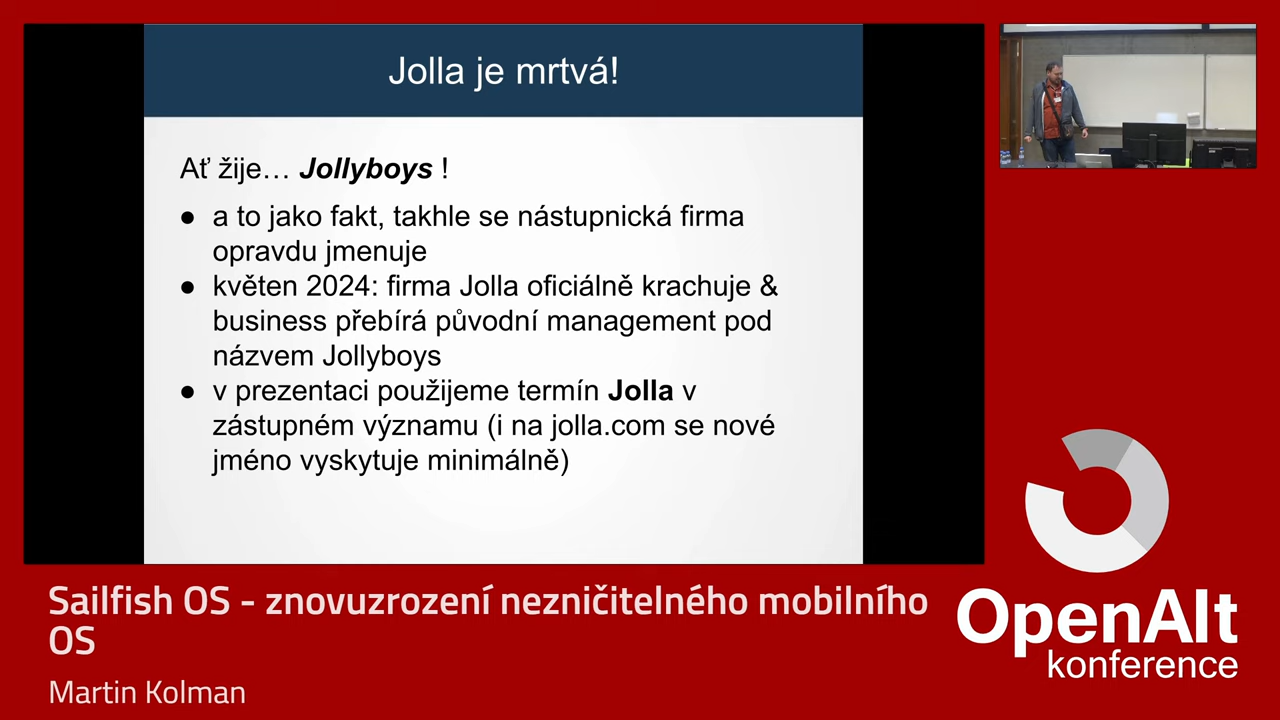 Jolla je mrtvá!
Ať žije… Jollyboys !
● a to jako fakt, takhle se nástupnická firma
opravdu jmenuje
● květen 2024: firma Jolla oficiálně krachuje &
business přebírá původní management pod
názvem Jollyboys
● v prezentaci použijeme termín Jolla v
zástupném významu (i na jolla.com se nové
jméno vyskytuje minimálně)
Sailfish OS - znovuzrození nezničitelného mobilního
OS
Martin Kolman
OpenAlt
konference